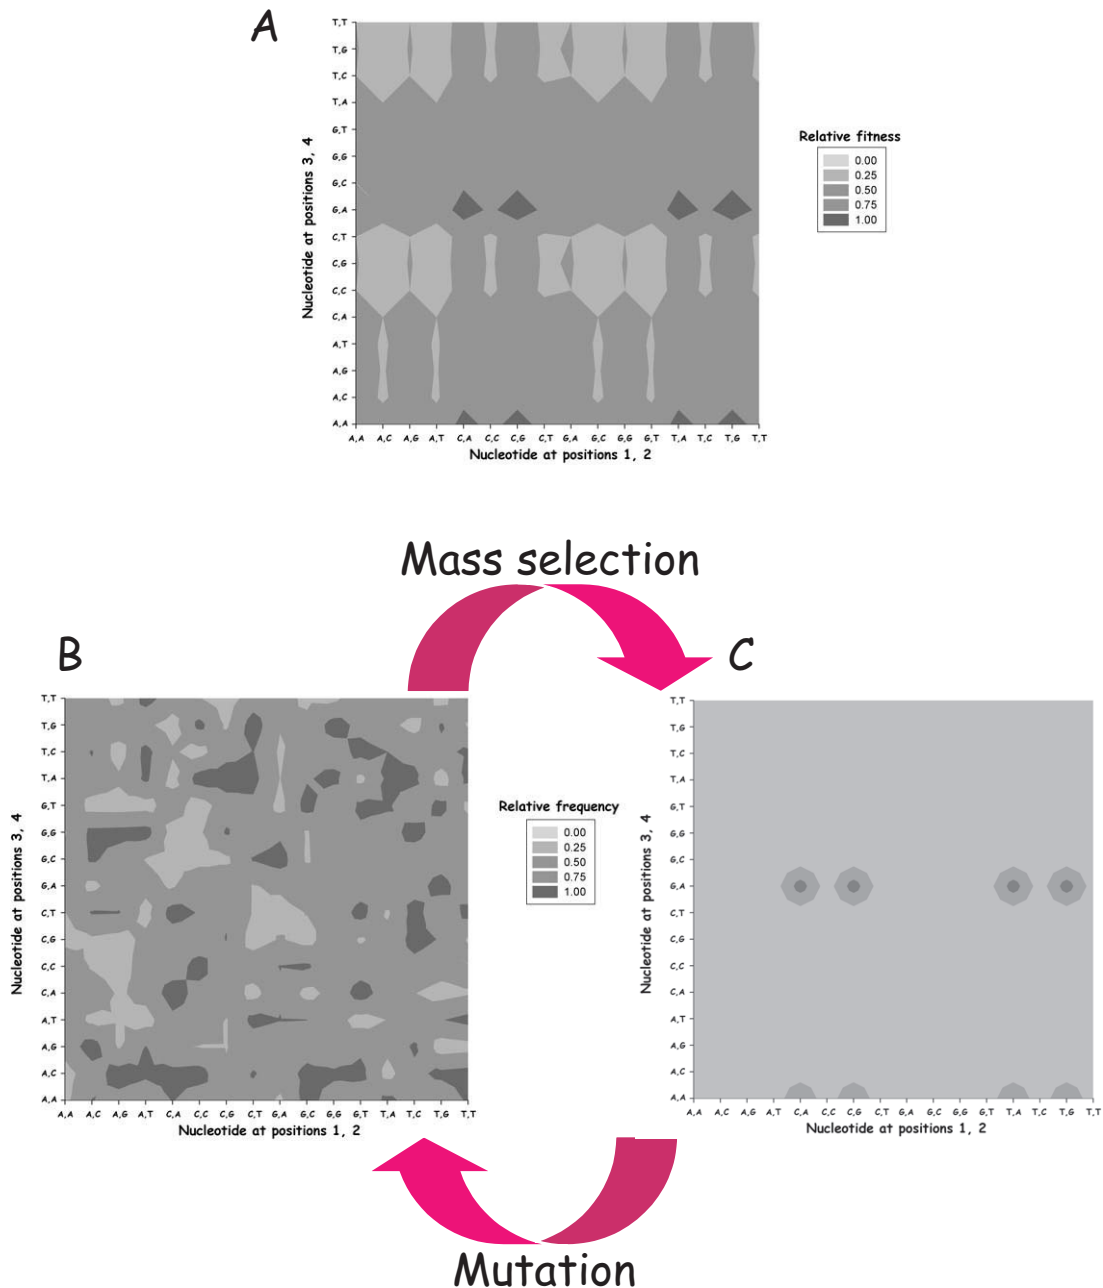 A
T,T
T,G
T,C
T,A
G,T
G,G
G,C
G,A
C,T
C,G
C,C
C,A
A,T
A,G
A,C
A,A
Nucleotide at positions 3, 4
A,A A,C A,G A,T C,A C,C C,G C,T G,A G,C G,G G,T T,A T,C T,G T,T
Nucleotide at positions 1, 2
Relative fitness
0.00
0.25
0.50
0.75
1.00
Mass selection
B
T,T
T,G
T,C
T,A
G,T
G,G
G,C
G,A
C,T
C,G
C,C
C,A
A,T
A,G
A,C
A,A
Nucleotide at positions 3, 4
A,A A,C A,G A,T C,A C,C C,G C,T G,A G,C G,G G,T T,A T,C T,G T,T
Nucleotide at positions 1, 2
Relative frequency
0.00
0.25
0.50
0.75
1.00
C
T,T
T,G
T,C
T,A
G,T
G,G
G,C
G,A
C,T
C,G
C,C
C,A
A,T
A,G
A,C
A,A
Nucleotide at positions 3, 4
A,A A,C A,G A,T C,A C,C C,G C,T G,A G,C G,G G,T T,A T,C T,G T,T
Nucleotide at positions 1, 2
Mutation